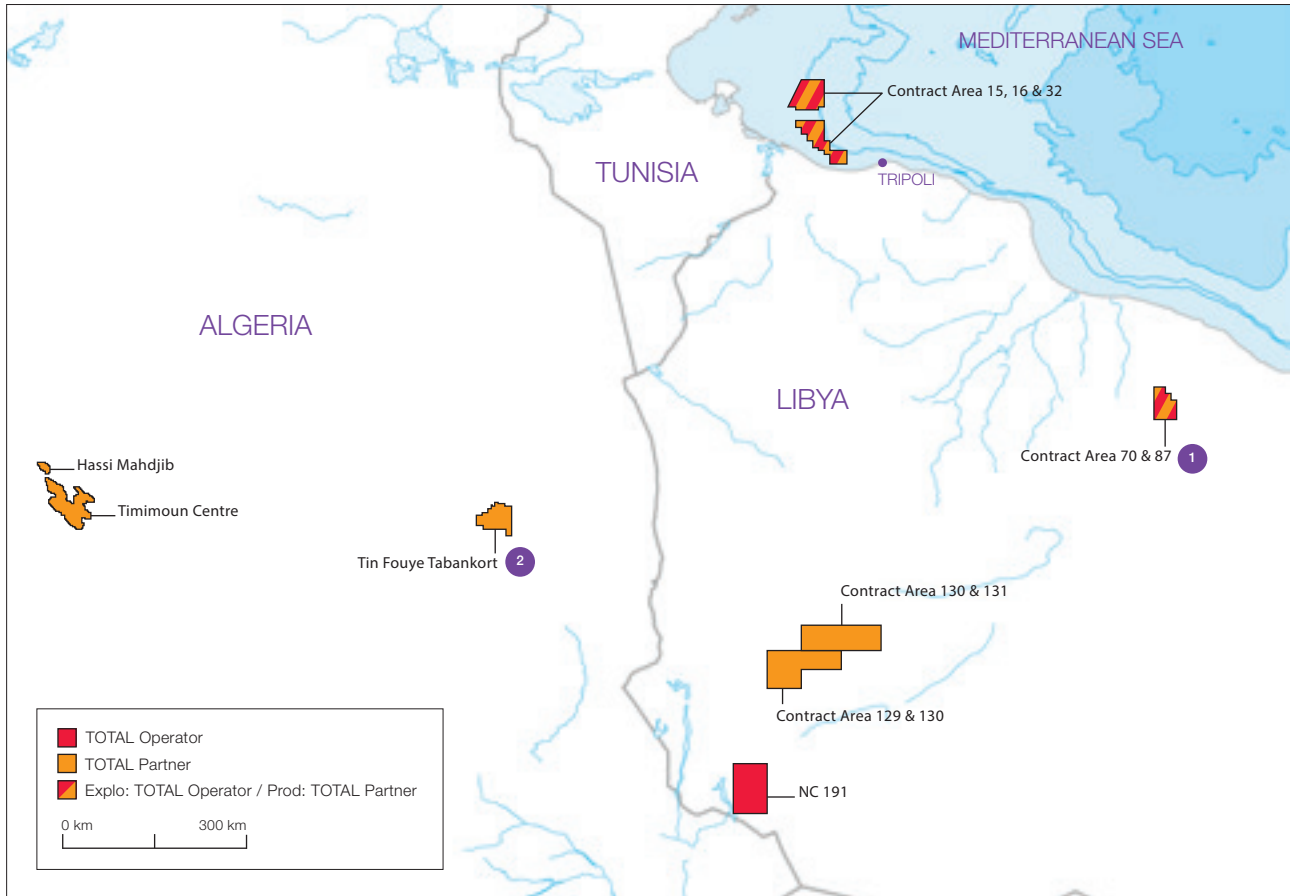 MEDITERRANEAN SEA
Contract Area 15, 16 & 32
TUNISIA
TRIPOLI
ALGERIA
LIBYA
Contract Area 70 & 87
1
Hassi Mahdjib
Timimoun Centre
Tin Fouye Tabankort
2
Contract Area 130 & 131
Contract Area 129 & 130
NC 191
TOTAL Operator
TOTAL Partner
Explo: TOTAL Operator / Prod: TOTAL Partner
0 km 300 km